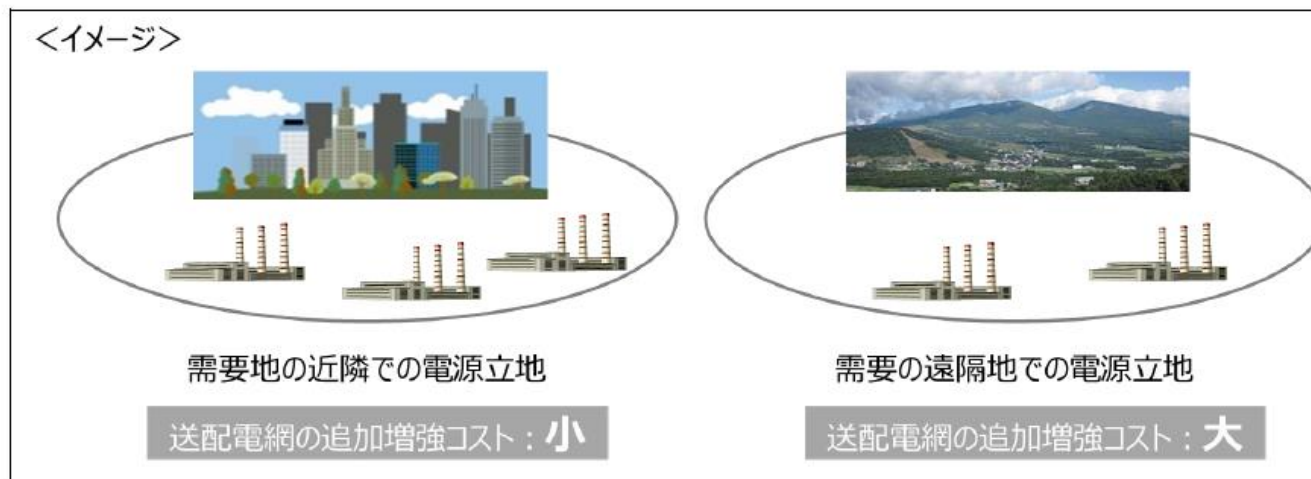 ＜イメージ＞
需要地の近隣での電源立地
需要の遠隔地での電源立地
送配電網の追加増強コスト：小
送配電網の追加増強コスト：大